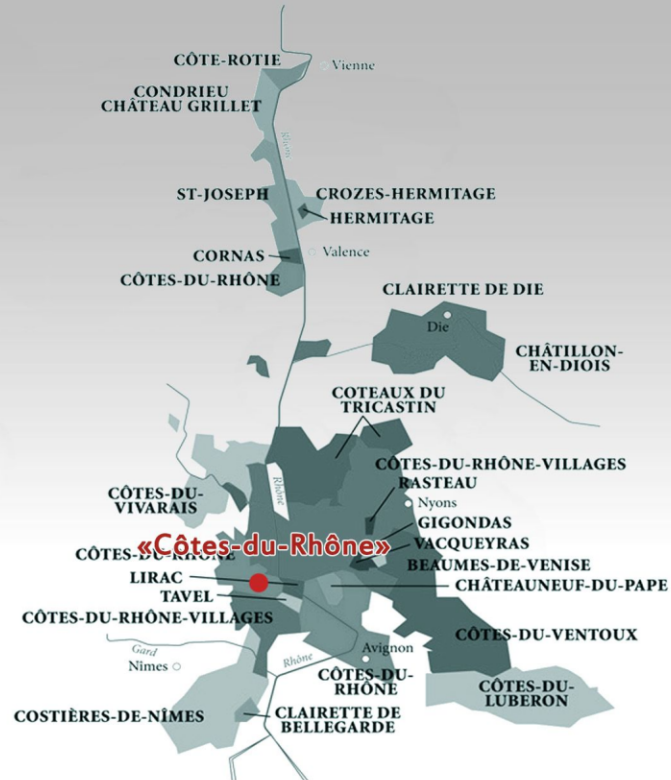 CÔTE-ROTIE
Vienne
CONDRIEU
CHÂTEAU GRILLET
Rhône
ST-JOSEPH
CROZES-HERMITAGE
HERMITAGE
CORNAS
Valence
CÔTES-DU-RHÔNE
CLAIRETTE DE DIE
Die
CHÂTILLON-
EN-DIOIS
COTEAUX DU
TRICASTIN
CÔTES-DU-RHÔNE-VILLAGES
RASTEAU
Rhône
CÔTES-DU-
VIVARAIS
Nyons
GIGONDAS
«Côtes-du-Rhône»
VACQUEYRAS
CÔTES-DU-RHÔNE
BEAUMES-DE-VENISE
LIRAC
CHÂTEAUNEUF-DU-PAPE
TAVEL
CÔTES-DU-RHÔNE-VILLAGES
CÔTES-DU-VENTOUX
Gard
Avignon
Nîmes
Rhône
CÔTES-DU-
RHÔNE
CÔTES-DU-
LUBERON
COSTIÈRES-DE-NÎMES
CLAIRETTE DE
BELLEGARDE